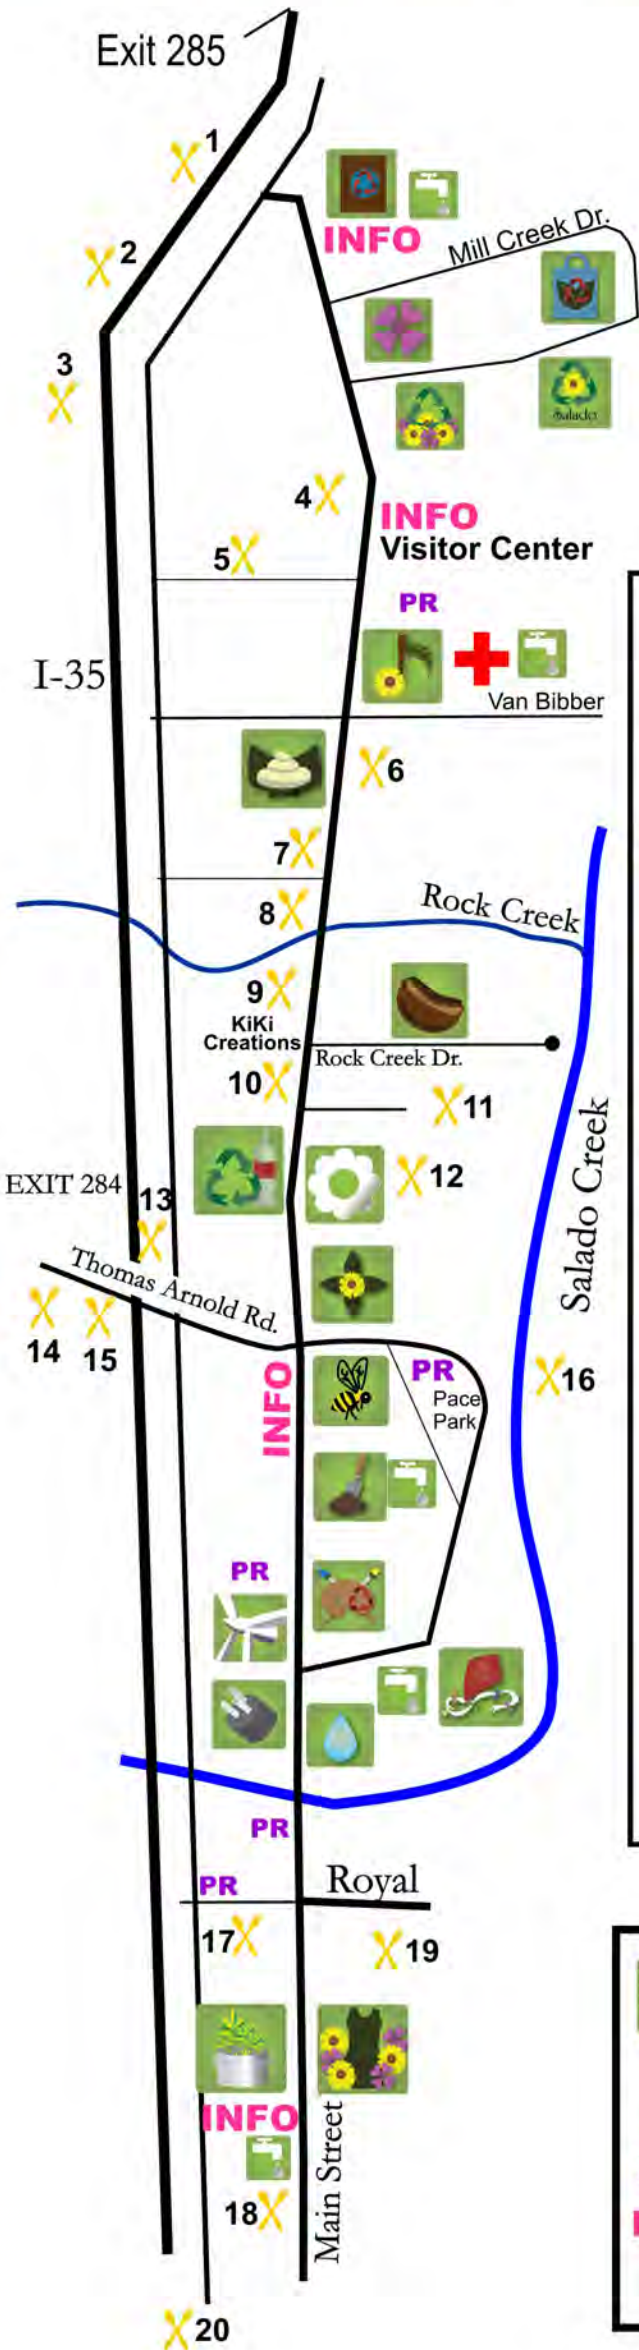 Exit 285
1
2
INFO
Mill Creek Dr.
3
Salado
4
INFO
Visitor Center
5
PR
I-35
Van Bibber
6
7
8
Rock Creek
9
KiKi
Creations
Rock Creek Dr.
10
11
Salado Creek
EXIT 284
12
13
Thomas Arnold Rd.
14
15
INFO
PR
Pace
Park
16
PR
PR
PR
Royal
17
19
INFO
Main Street
18
20